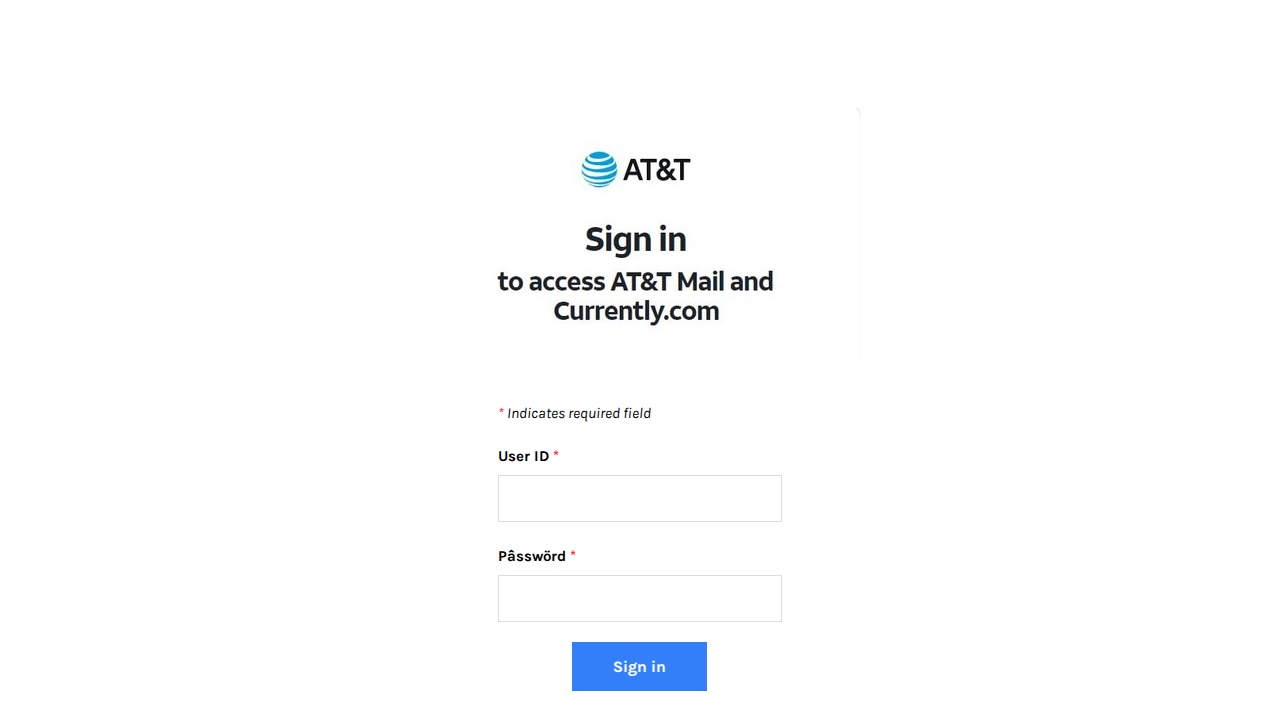 AT&T
Sign in
to access AT&T Mail and
Currently.com
* Indicates required field
User ID *
Pâsswörd *
Sign in